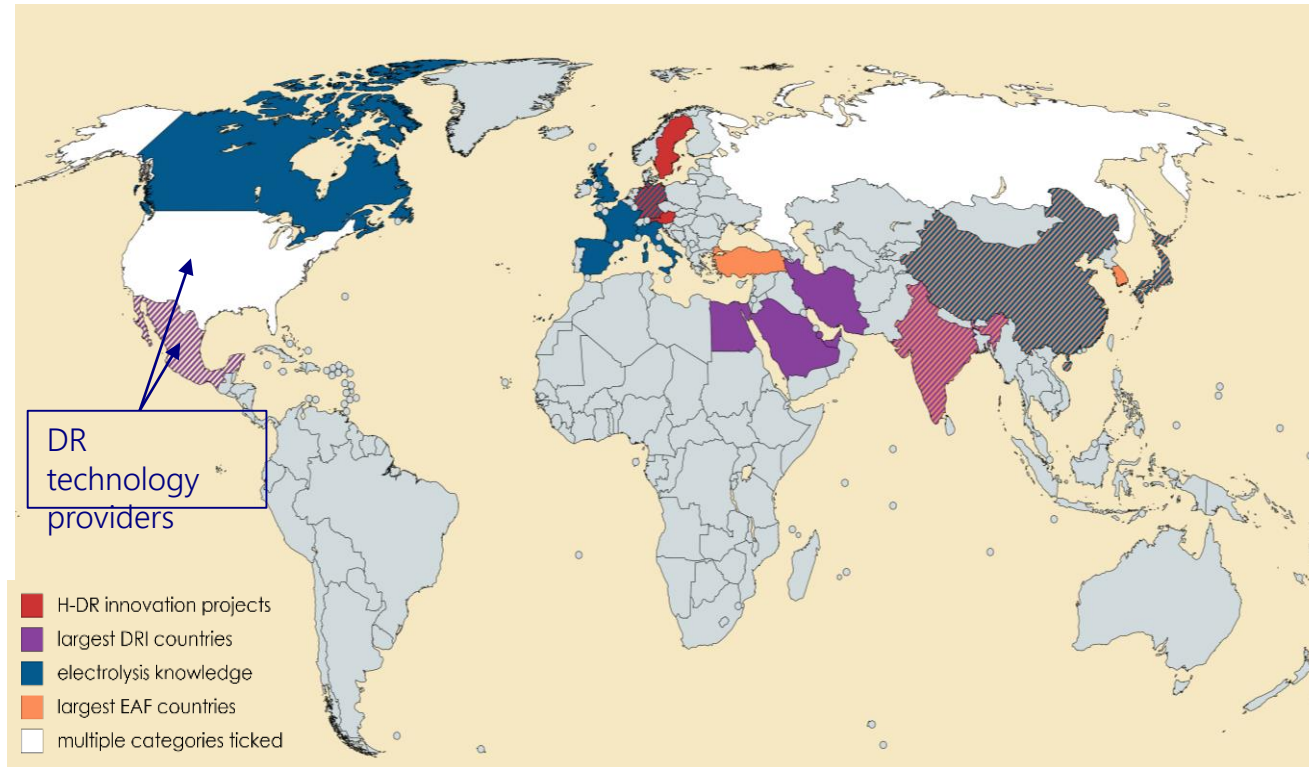 DR
technology
providers
H-DR innovation projects
largest DRI countries
electrolysis knowledge
largest EAF countries
multiple categories ticked